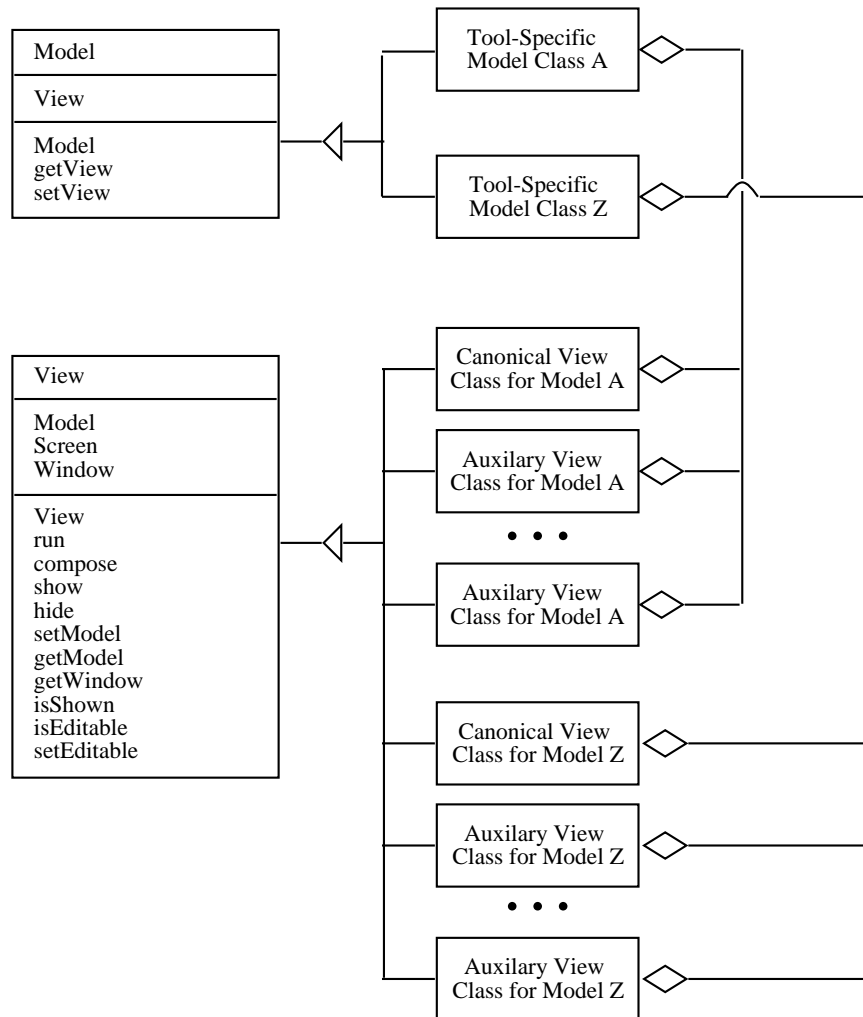 Model
View
Model
getView
setView
Tool-Specific
Model Class A
Tool-Specific
Model Class Z
View
Model
Screen
Window
View
run
compose
show
hide
setModel
getModel
getWindow
isShown
isEditable
setEditable
Canonical View
Class for Model A
Auxilary View
Class for Model A
• • •
Auxilary View
Class for Model A
Canonical View
Class for Model Z
Auxilary View
Class for Model Z
• • •
Auxilary View
Class for Model Z